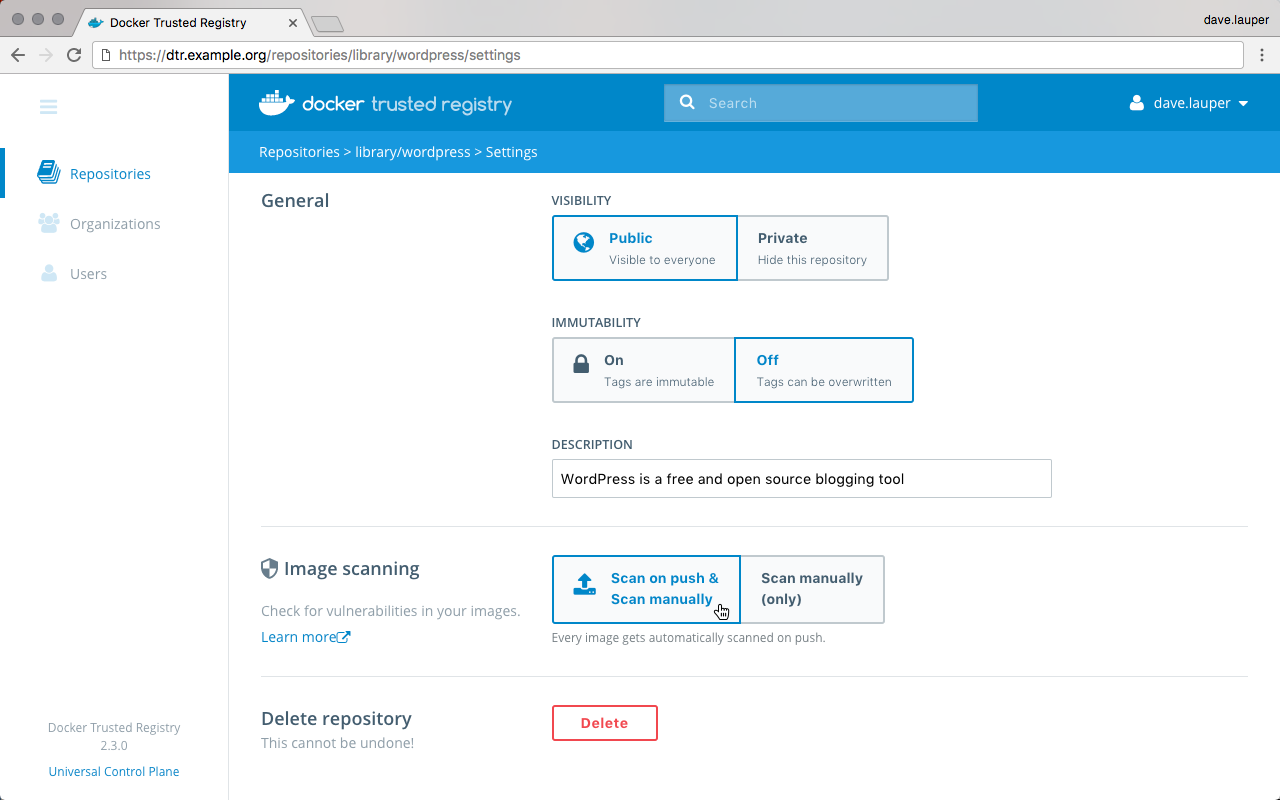 Docker Trusted Registry
dave.lauper
https://dtr.example.org/repositories/library/wordpress/settings
docker trusted registry
Search
dave.lauper
Repositories > library/wordpress > Settings
Repositories
Organizations
Users
General
VISIBILITY
Public
Visible to everyone
Private
Hide this repository
IMMUTABILITY
On
Tags are immutable
Off
Tags can be overwritten
DESCRIPTION
WordPress is a free and open source blogging tool
Image scanning
Check for vulnerabilities in your images.
Learn more
Scan on push &
Scan manually
Scan manually
(only)
Every image gets automatically scanned on push.
Delete repository
This cannot be undone!
Delete
Docker Trusted Registry
2.3.0
Universal Control Plane